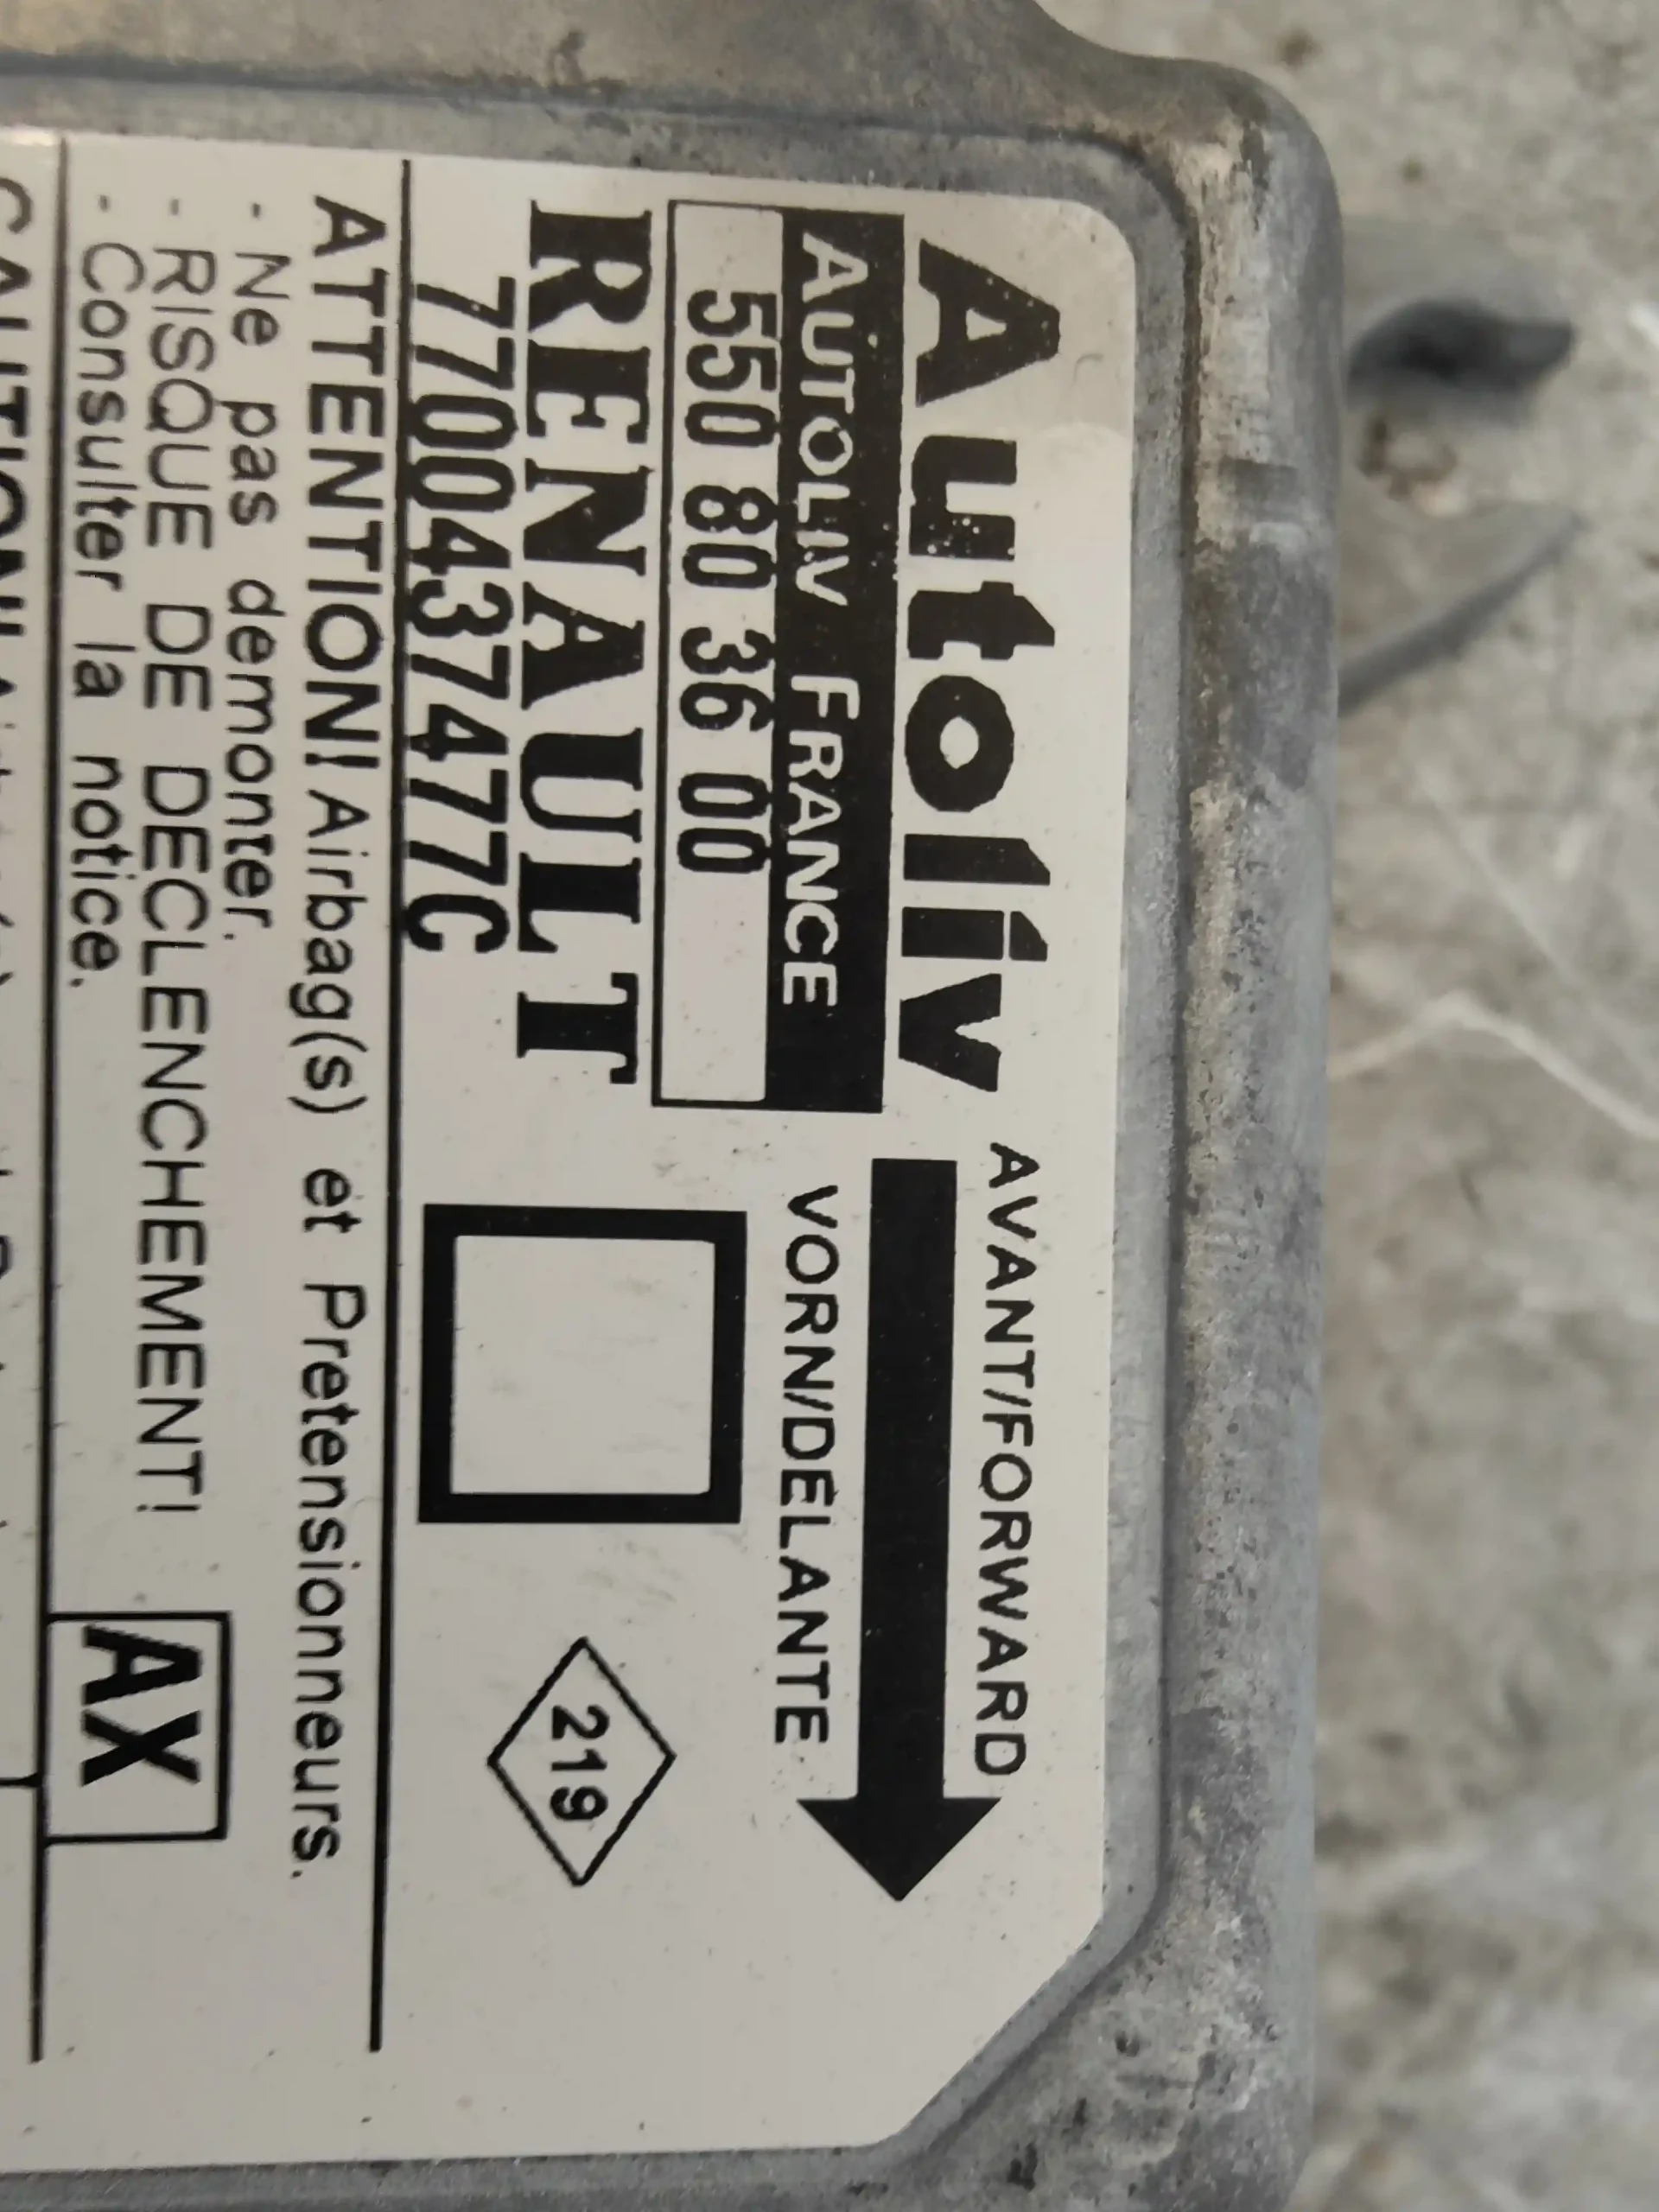 Autoliv
AVANT/FORWARD
AUTOLIV FRANCE
VORN/DELANTE
550 80 36 00
RENAULT
7700437477C
219
ATTENTION! Airbag(s) et Pretensionneurs.
- Ne pas demonter.
- RISQUE DE DECLENCHEMENT!
- Consulter la notice.
AX